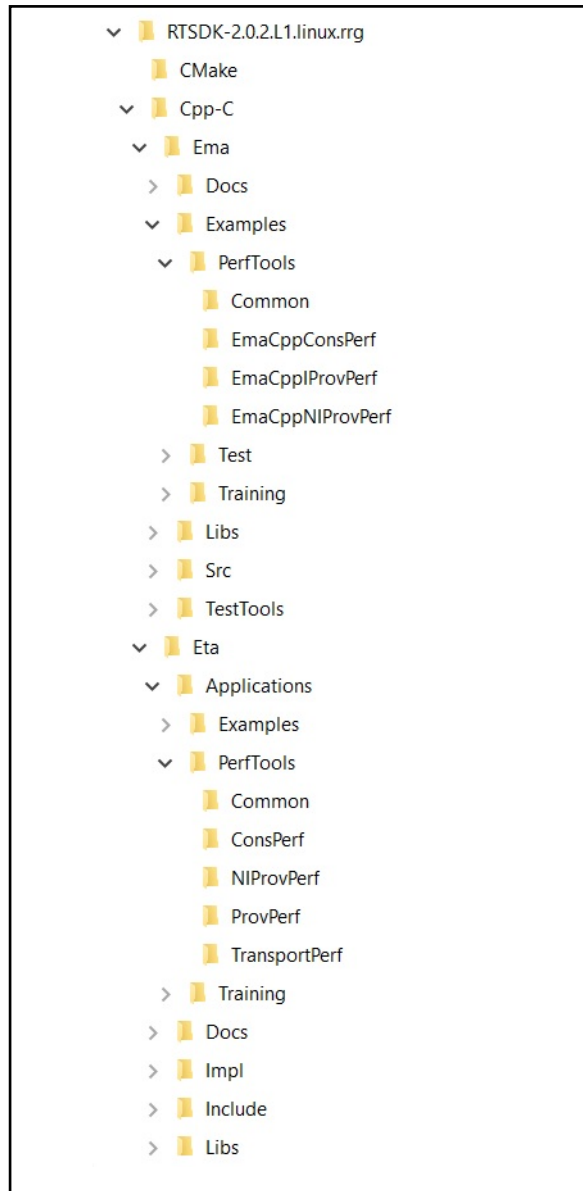 RTSDK-2.0.2.L1.linux.rrg
CMake
Cpp-C
Ema
Docs
Examples
PerfTools
Common
EmaCppConsPerf
EmaCppIProvPerf
EmaCppNIProvPerf
Test
Training
Libs
Src
TestTools
Eta
Applications
Examples
PerfTools
Common
ConsPerf
NIProvPerf
ProvPerf
TransportPerf
Training
Docs
Impl
Include
Libs